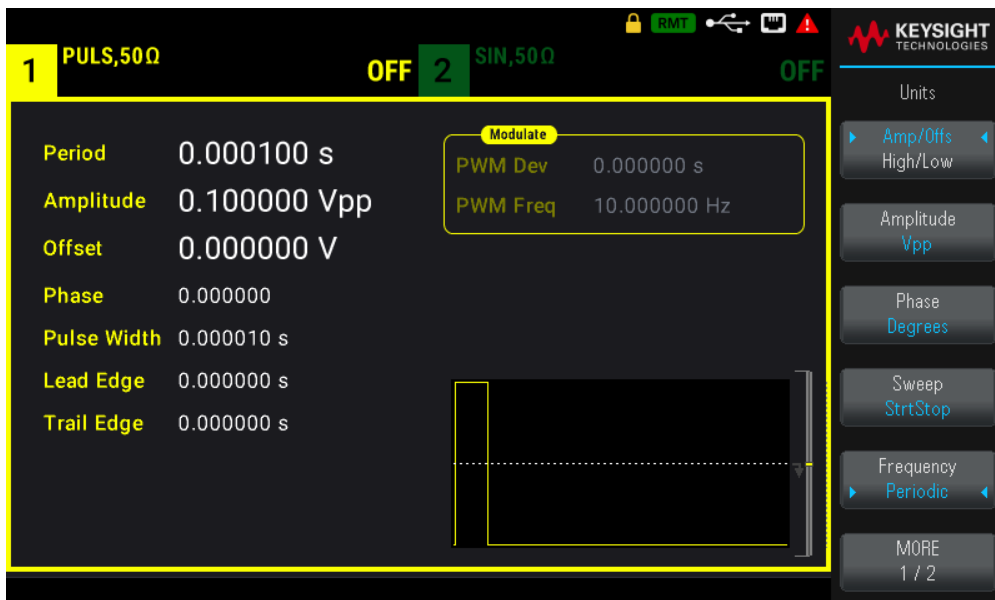 RMT
KEYSIGHT
TECHNOLOGIES
1
PULS,50Ω
OFF
2
SIN,50Ω
OFF
Units
Period 0.000100 s
Amplitude 0.100000 Vpp
Offset 0.000000 V
Phase 0.000000
Pulse Width 0.000010 s
Lead Edge 0.000000 s
Trail Edge 0.000000 s
Modulate
PWM Dev 0.000000 s
PWM Freq 10.000000 Hz
Amp/Offs
High/Low
Amplitude
Vpp
Phase
Degrees
Sweep
StrtStop
Frequency
Periodic
MORE
1 / 2